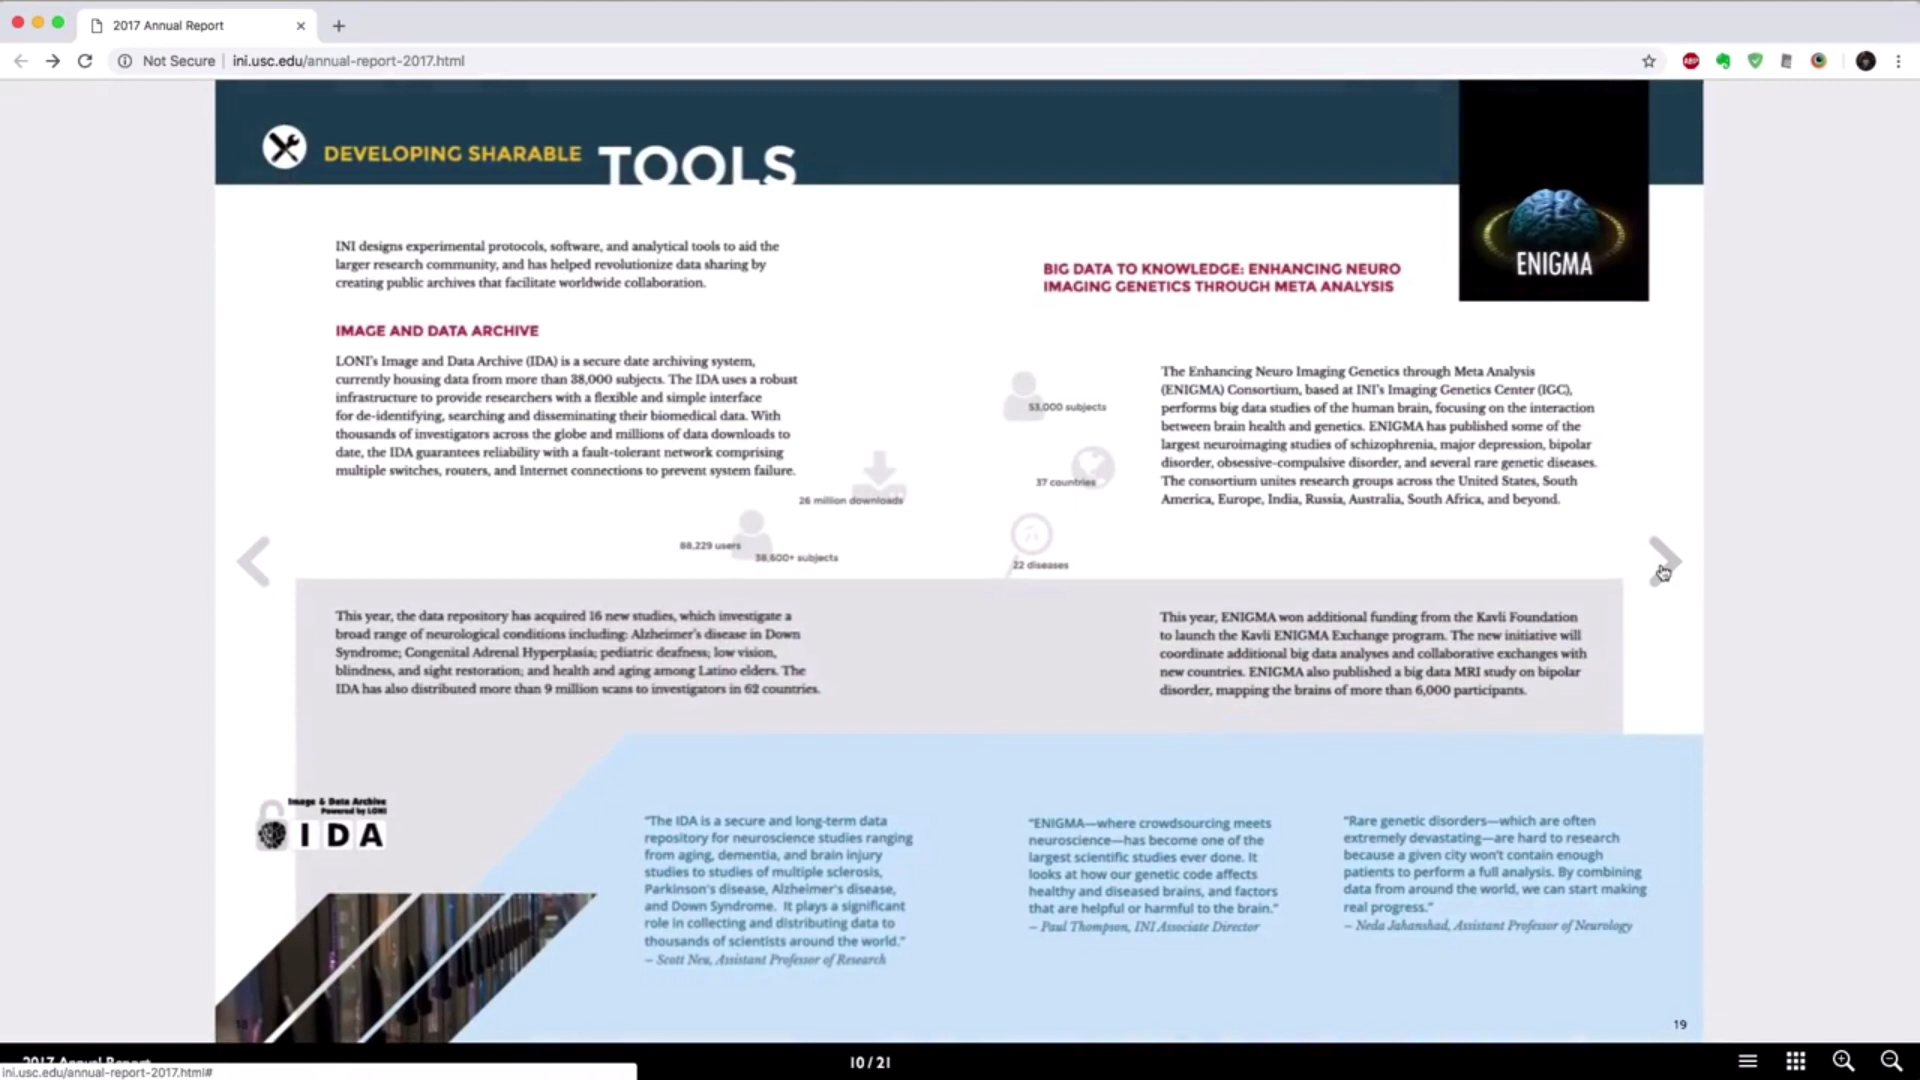 2017 Annual Report
Not Secure
ini.usc.edu/annual-report-2017.html
DEVELOPING SHARABLE TOOLS
ENIGMA
INI designs experimental protocols, software, and analytical tools to aid the
larger research community, and has helped revolutionize data sharing by
creating public archives that facilitate worldwide collaboration.
IMAGE AND DATA ARCHIVE
LONI's Image and Data Archive (IDA) is a secure date archiving system,
currently housing data from more than 38,000 subjects. The IDA uses a robust
infrastructure to provide researchers with a flexible and simple interface
for de-identifying, searching and disseminating their biomedical data. With
thousands of investigators across the globe and millions of data downloads to
date, the IDA guarantees reliability with a fault-tolerant network comprising
multiple switches, routers, and Internet connections to prevent system failure.
26 million downloads
88,229 users
38,600+ subjects
This year, the data repository has acquired 16 new studies, which investigate a
broad range of neurological conditions including: Alzheimer's disease in Down
Syndrome; Congenital Adrenal Hyperplasia; pediatric deafness; low vision,
blindness, and sight restoration; and health and aging among Latino elders. The
IDA has also distributed more than 9 million scans to investigators in 62 countries.
BIG DATA TO KNOWLEDGE: ENHANCING NEURO
IMAGING GENETICS THROUGH META ANALYSIS
53,000 subjects
37 countries
22 diseases
The Enhancing Neuro Imaging Genetics through Meta Analysis
(ENIGMA) Consortium, based at INI's Imaging Genetics Center (IGC),
performs big data studies of the human brain, focusing on the interaction
between brain health and genetics. ENIGMA has published some of the
largest neuroimaging studies of schizophrenia, major depression, bipolar
disorder, obsessive-compulsive disorder, and several rare genetic diseases.
The consortium unites research groups across the United States, South
America, Europe, India, Russia, Australia, South Africa, and beyond.
This year, ENIGMA won additional funding from the Kavli Foundation
to launch the Kavli ENIGMA Exchange program. The new initiative will
coordinate additional big data analyses and collaborative exchanges with
new countries. ENIGMA also published a big data MRI study on bipolar
disorder, mapping the brains of more than 6,000 participants.
Image & Data Archive
Powered by LONI
IDA
"The IDA is a secure and long-term data
repository for neuroscience studies ranging
from aging, dementia, and brain injury
studies to studies of multiple sclerosis,
Parkinson's disease, Alzheimer's disease,
and Down Syndrome. It plays a significant
role in collecting and distributing data to
thousands of scientists around the world."
– Scott Neu, Assistant Professor of Research
"ENIGMA—where crowdsourcing meets
neuroscience—has become one of the
largest scientific studies ever done. It
looks at how our genetic code affects
healthy and diseased brains, and factors
that are helpful or harmful to the brain."
– Paul Thompson, INI Associate Director
"Rare genetic disorders—which are often
extremely devastating—are hard to research
because a given city won't contain enough
patients to perform a full analysis. By combining
data from around the world, we can start making
real progress."
– Neda Jahanshad, Assistant Professor of Neurology
18
19
2017 Annual Report
10 / 21
ini.usc.edu/annual-report-2017.html#